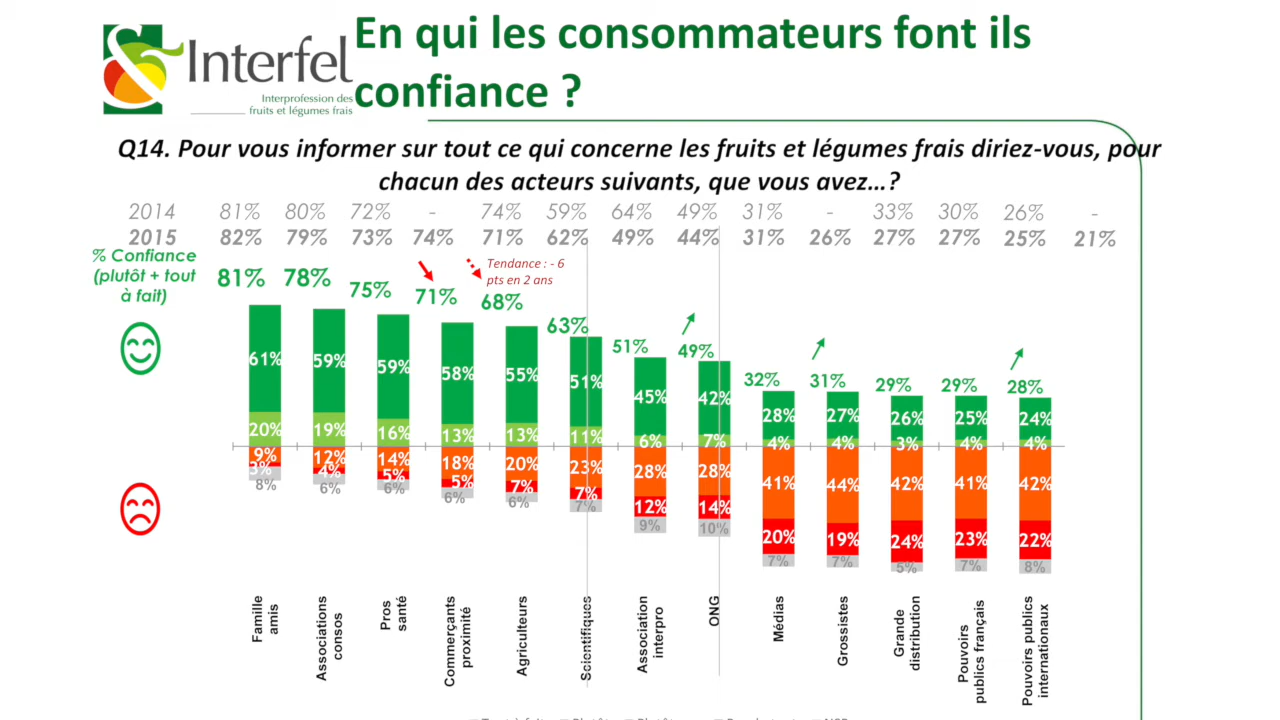 Interfel
Interprofession des
fruits et légumes frais
En qui les consommateurs font ils
confiance ?
Q14. Pour vous informer sur tout ce qui concerne les fruits et légumes frais diriez-vous, pour
chacun des acteurs suivants, que vous avez…?
2014 81% 80% 72% - 74% 59% 64% 49% 31% - 33% 30% 26% -
2015 82% 79% 73% 74% 71% 62% 49% 44% 31% 26% 27% 27% 25% 21%
% Confiance
(plutôt + tout
à fait)
Tendance : - 6
pts en 2 ans
81% 78% 75% 71% 68% 63% 51% 49% 32% 31% 29% 29% 28%
61% 59% 59% 58% 55% 51% 45% 42% 28% 27% 26% 25% 24%
20% 19% 16% 13% 13% 11% 6% 7% 4% 4% 3% 4% 4%
9% 12% 14% 18% 20% 23% 28% 28% 41% 44% 42% 41% 42%
3% 4% 5% 5% 7% 7% 12% 14% 20% 19% 24% 23% 22%
8% 6% 6% 6% 6% 7% 9% 10% 7% 7% 5% 7% 8%
Famille
amis
Associations
consos
Pros
santé
Commerçants
proximité
Agriculteurs
Scientifiques
Association
interpro
ONG
Médias
Grossistes
Grande
distribution
Pouvoirs
publics français
Pouvoirs publics
internationaux